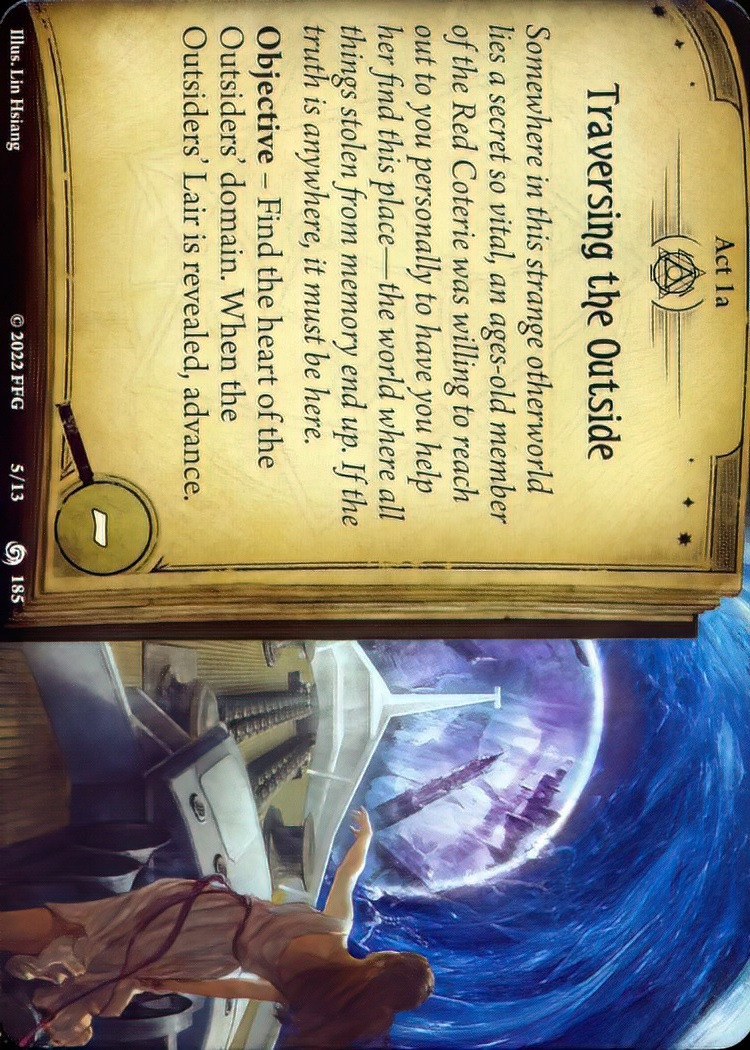 Act 1a
Traversing the Outside
Somewhere in this strange otherworld
lies a secret so vital, an ages-old member
of the Red Coterie was willing to reach
out to you personally to have you help
her find this place—the world where all
things stolen from memory end up. If the
truth is anywhere, it must be here.
Objective – Find the heart of the
Outsiders’ domain. When the
Outsiders’ Lair is revealed, advance.
-
Illus. Lin Hsiang
© 2022 FFG
5/13
185